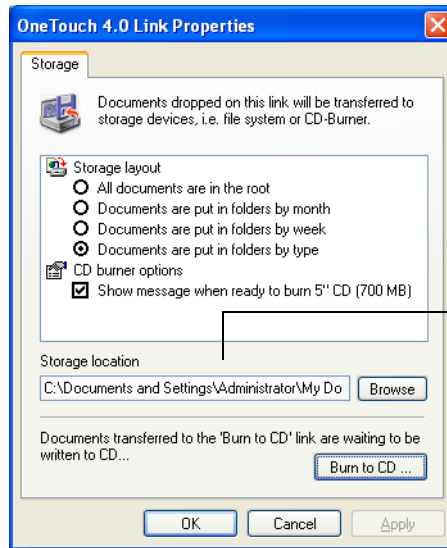 OneTouch 4.0 Link Properties
Storage
Documents dropped on this link will be transferred to
storage devices, i.e. file system or CD-Burner.
Storage layout
All documents are in the root
Documents are put in folders by month
Documents are put in folders by week
Documents are put in folders by type
CD burner options
Show message when ready to burn 5" CD (700 MB)
Storage location
C:\Documents and Settings\Administrator\My Do
Browse
Documents transferred to the 'Burn to CD' link are waiting to be
written to CD...
Burn to CD ...
OK
Cancel
Apply